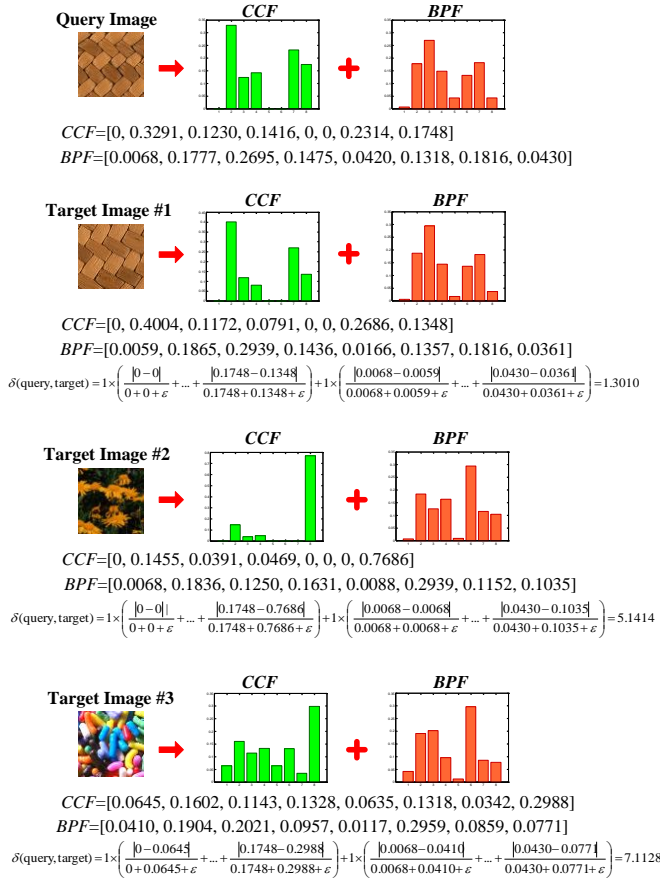 Query Image
CCF
BPF
CCF=[0, 0.3291, 0.1230, 0.1416, 0, 0, 0.2314, 0.1748]
BPF=[0.0068, 0.1777, 0.2695, 0.1475, 0.0420, 0.1318, 0.1816, 0.0430]
Target Image #1
CCF
BPF
CCF=[0, 0.4004, 0.1172, 0.0791, 0, 0, 0.2686, 0.1348]
BPF=[0.0059, 0.1865, 0.2939, 0.1436, 0.0166, 0.1357, 0.1816, 0.0361]
δ(query,target)=1×(|0−0|/(0+0+ε)+...+|0.1748−0.1348|/(0.1748+0.1348+ε))+1×(|0.0068−0.0059|/(0.0068+0.0059+ε)+...+|0.0430−0.0361|/(0.0430+0.0361+ε))=1.3010
Target Image #2
CCF
BPF
CCF=[0, 0.1455, 0.0391, 0.0469, 0, 0, 0, 0.7686]
BPF=[0.0068, 0.1836, 0.1250, 0.1631, 0.0088, 0.2939, 0.1152, 0.1035]
δ(query,target)=1×(|0−0||/(0+0+ε)+...+|0.1748−0.7686|/(0.1748+0.7686+ε))+1×(|0.0068−0.0068|/(0.0068+0.0068+ε)+...+|0.0430−0.1035|/(0.0430+0.1035+ε))=5.1414
Target Image #3
CCF
BPF
CCF=[0.0645, 0.1602, 0.1143, 0.1328, 0.0635, 0.1318, 0.0342, 0.2988]
BPF=[0.0410, 0.1904, 0.2021, 0.0957, 0.0117, 0.2959, 0.0859, 0.0771]
δ(query,target)=1×(|0−0.0645|/(0+0.0645+ε)+...+|0.1748−0.2988|/(0.1748+0.2988+ε))+1×(|0.0068−0.0410|/(0.0068+0.0410+ε)+...+|0.0430−0.0771|/(0.0430+0.0771+ε))=7.1128